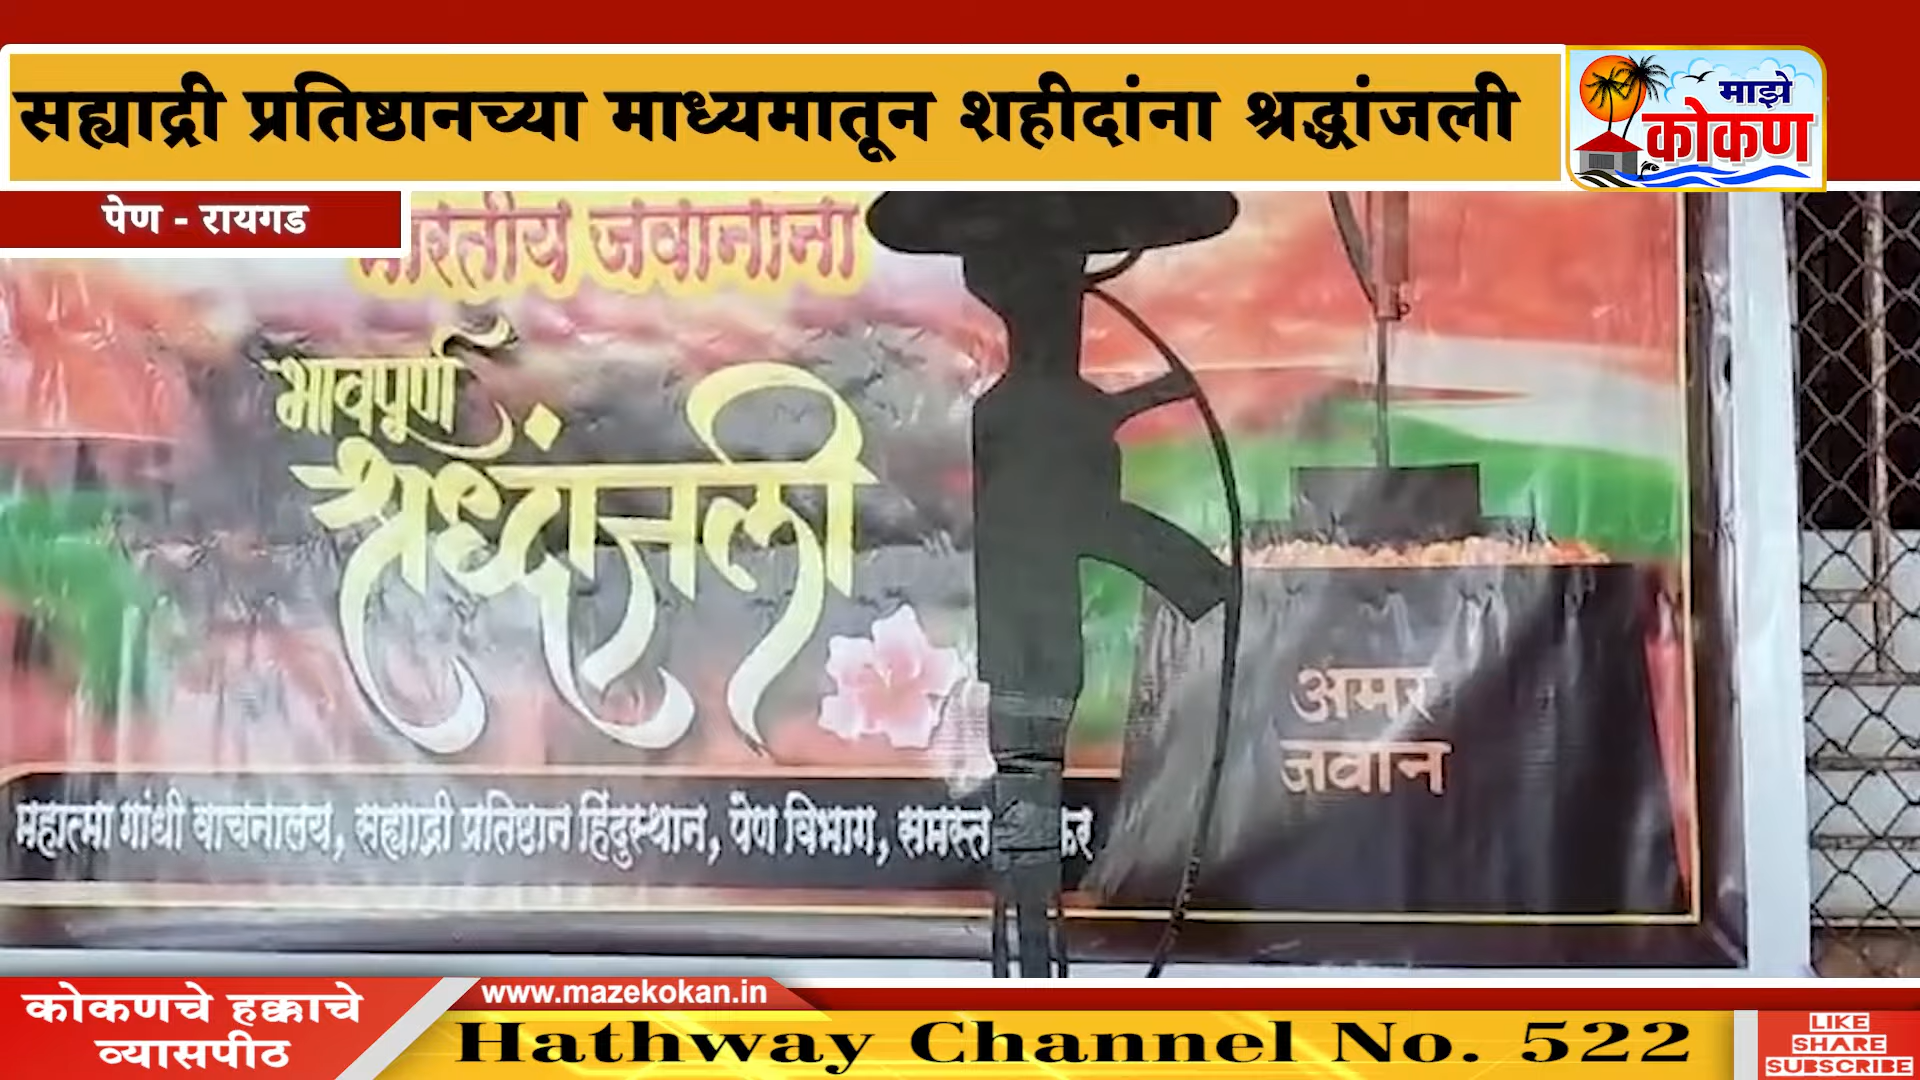 सह्याद्री प्रतिष्ठानच्या माध्यमातून शहीदांना श्रद्धांजली
माझे
कोकण
पेण - रायगड
भारतीय जवानांना
भावपूर्ण
श्रद्धांजली
अमर
जवान
महात्मा गांधी वाचनालय, सह्याद्री प्रतिष्ठान हिंदुस्थान, पेण विभाग, समस्त
कोकणचे हक्काचे
व्यासपीठ
www.mazekokan.in
Hathway Channel No. 522
LIKE
SHARE
SUBSCRIBE